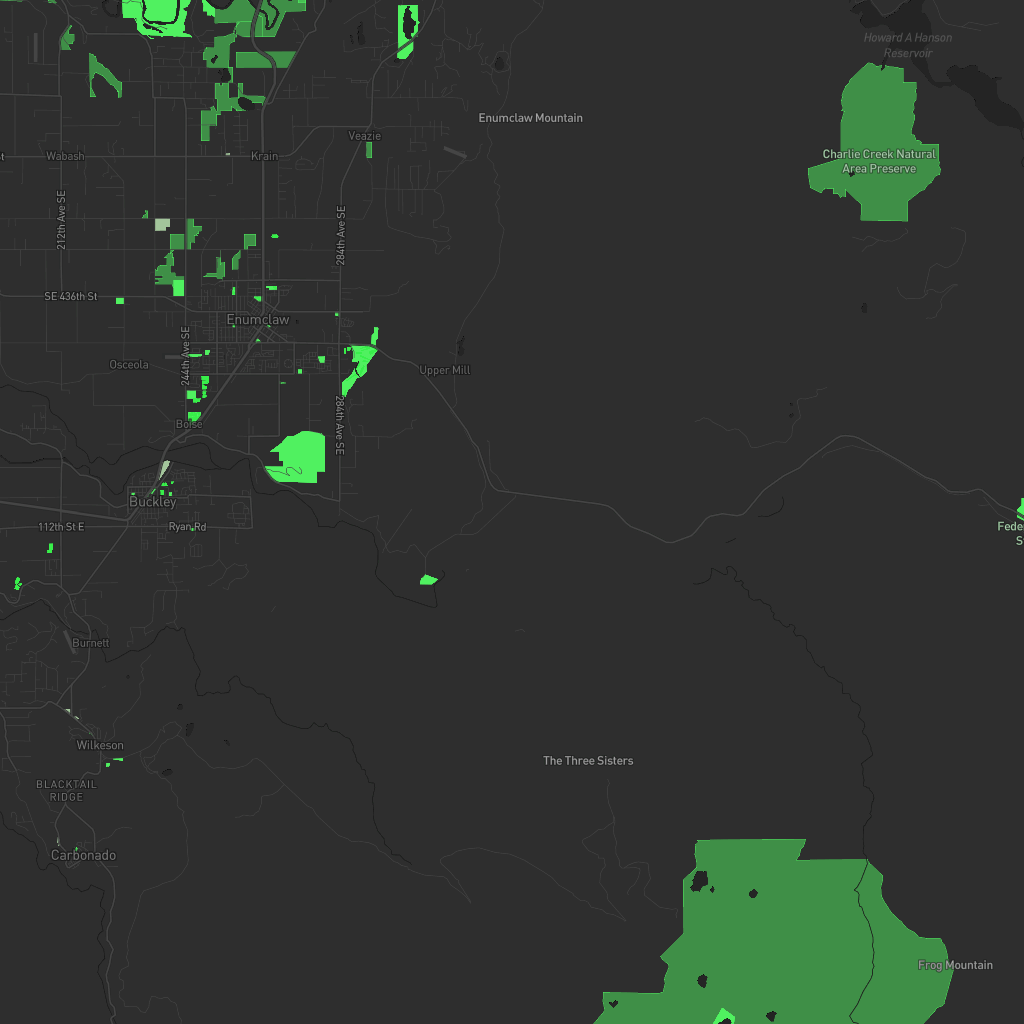 Howard A Hanson
Reservoir
Enumclaw Mountain
Veazie
Wabash
Krain
Charlie Creek Natural
Area Preserve
212th Ave SE
284th Ave SE
SE 436th St
Enumclaw
244th Ave SE
Osceola
Upper Mill
284th Ave SE
Boise
Buckley
112th St E
Ryan Rd
Burnett
Wilkeson
The Three Sisters
BLACKTAIL
RIDGE
Carbonado
Frog Mountain